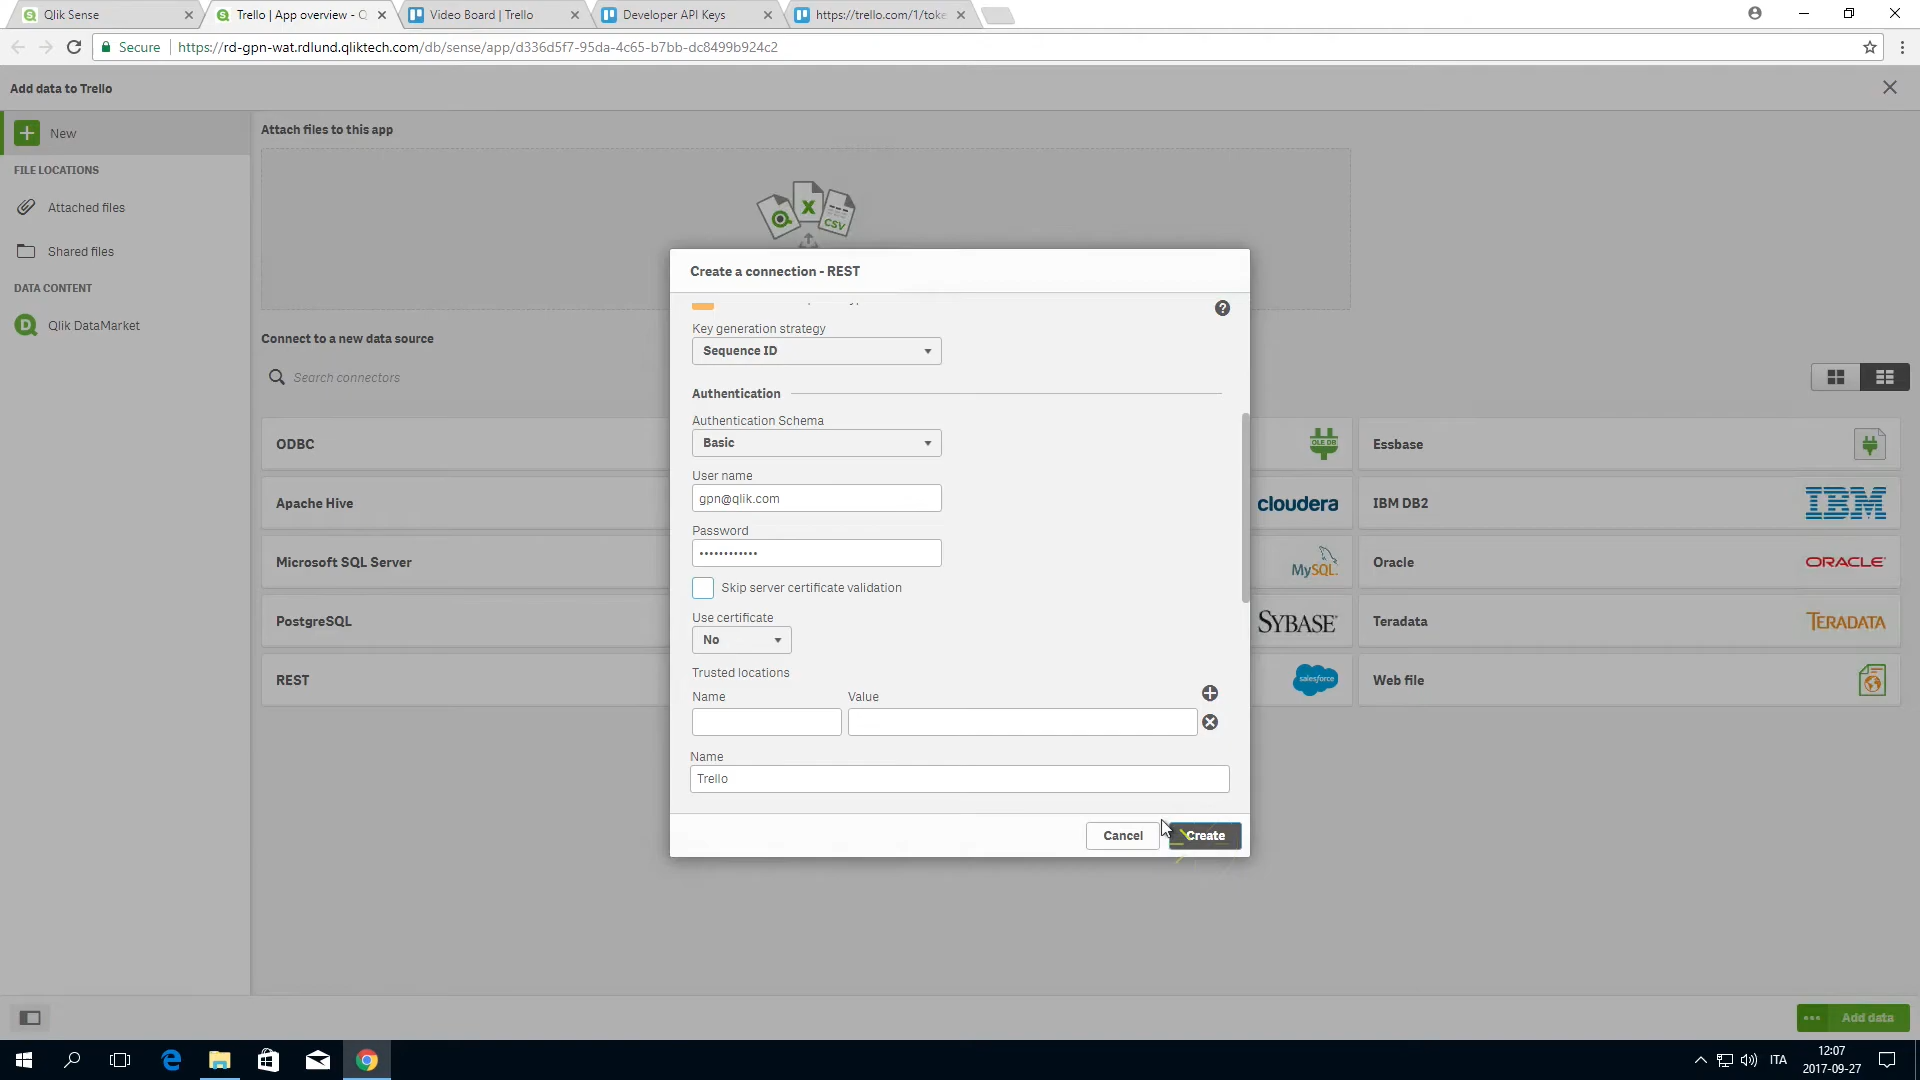 Qlik Sense
Trello | App overview - Q
Video Board | Trello
Developer API Keys
https://trello.com/1/toke
Secure
https://rd-gpn-wat.rdlund.qliktech.com/db/sense/app/d336d5f7-95da-4c65-b7bb-dc8499b924c2
Add data to Trello
New
Attach files to this app
FILE LOCATIONS
Attached files
Shared files
DATA CONTENT
Qlik DataMarket
X
CSV
Connect to a new data source
Search connectors
ODBC
OLE DB
Essbase
Apache Hive
cloudera
IBM DB2
IBM
Microsoft SQL Server
MySQL
Oracle
ORACLE
PostgreSQL
SYBASE
Teradata
TERADATA
REST
salesforce
Web file
Create a connection - REST
?
Key generation strategy
Sequence ID
Authentication
Authentication Schema
Basic
User name
gpn@qlik.com
Password
••••••••••••
Skip server certificate validation
Use certificate
No
Trusted locations
Name
Value
Name
Trello
Cancel
Create
Add data
ITA
12:07
2017-09-27